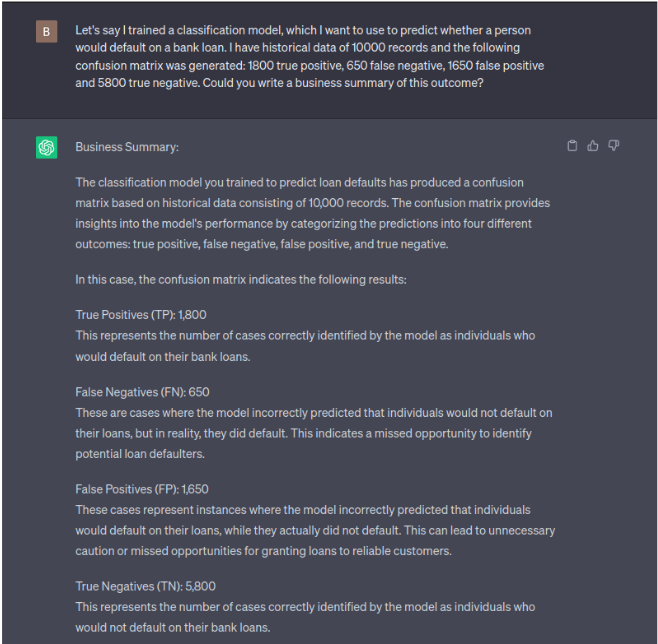 B
Let's say I trained a classification model, which I want to use to predict whether a person
would default on a bank loan. I have historical data of 10000 records and the following
confusion matrix was generated: 1800 true positive, 650 false negative, 1650 false positive
and 5800 true negative. Could you write a business summary of this outcome?
Business Summary:
The classification model you trained to predict loan defaults has produced a confusion
matrix based on historical data consisting of 10,000 records. The confusion matrix provides
insights into the model's performance by categorizing the predictions into four different
outcomes: true positive, false negative, false positive, and true negative.
In this case, the confusion matrix indicates the following results:
True Positives (TP): 1,800
This represents the number of cases correctly identified by the model as individuals who
would default on their bank loans.
False Negatives (FN): 650
These are cases where the model incorrectly predicted that individuals would not default on
their loans, but in reality, they did default. This indicates a missed opportunity to identify
potential loan defaulters.
False Positives (FP): 1,650
These cases represent instances where the model incorrectly predicted that individuals
would default on their loans, while they actually did not default. This can lead to unnecessary
caution or missed opportunities for granting loans to reliable customers.
True Negatives (TN): 5,800
This represents the number of cases correctly identified by the model as individuals who
would not default on their bank loans.